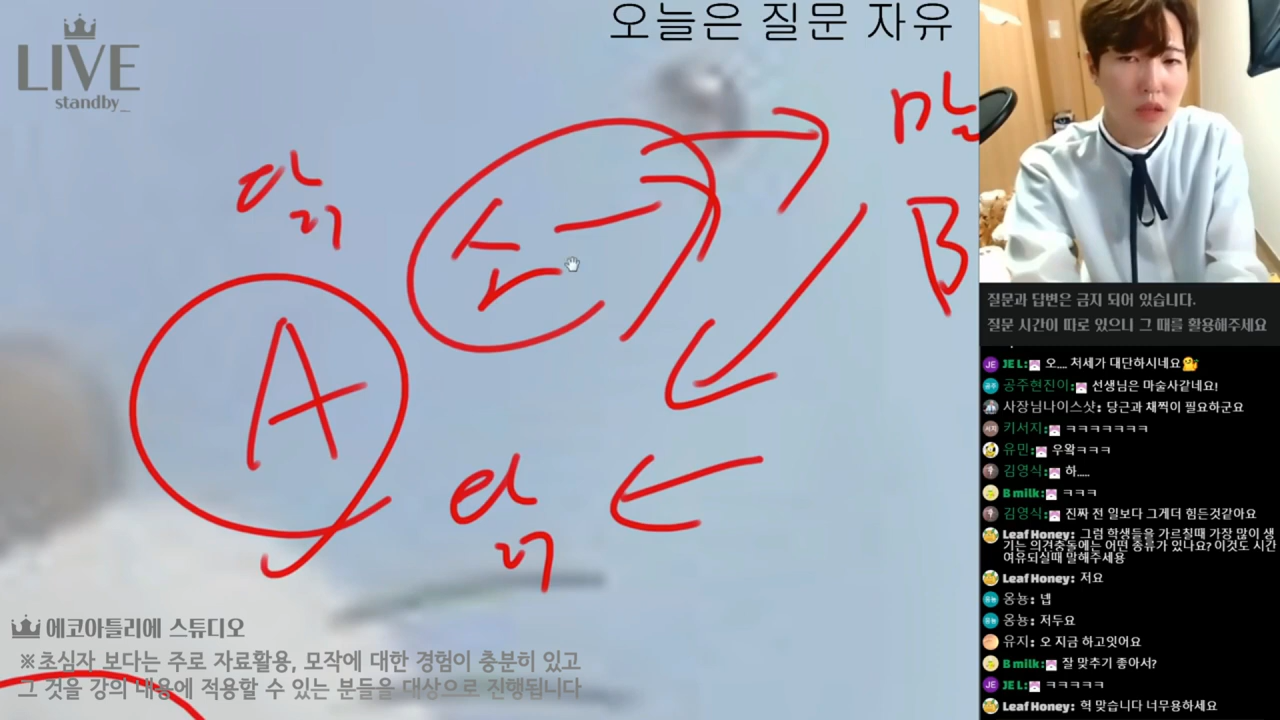 오늘은 질문 자유
LIVE
standby_
말
B
닭
소
A
닭
에코아틀리에 스튜디오
※초심자 보다는 주로 자료활용, 모작에 대한 경험이 충분히 있고
그 것을 강의 내용에 적용할 수 있는 분들을 대상으로 진행됩니다
질문과 답변은 금지 되어 있습니다.
질문 시간이 따로 있으니 그 때를 활용해주세요
JE JE L: 오.... 처세가 대단하시네요
공주 공주현진이: 선생님은 마술사같네요!
사장님나이스샷: 당근과 채찍이 필요하군요
서지 키서지: ㅋㅋㅋㅋㅋㅋㅋ
유민: 우왘ㅋㅋㅋ
김영식: 하.....
B milk: ㅋㅋㅋ
김영식: 진짜 전 일보다 그게더 힘든것같아요
Leaf Honey: 그럼 학생들을 가르칠때 가장 많이 생
기는 의견충돌에는 어떤 종류가 있나요? 이것도 시간
여유되실때 말해주세용
Leaf Honey: 저요
옹뇽: 넵
옹뇽: 저두요
유지: 오 지금 하고잇어요
B milk: 잘 맞추기 좋아서?
JE JE L: ㅋㅋㅋㅋㅋ
Leaf Honey: 헉 맞습니다 너무용하세요